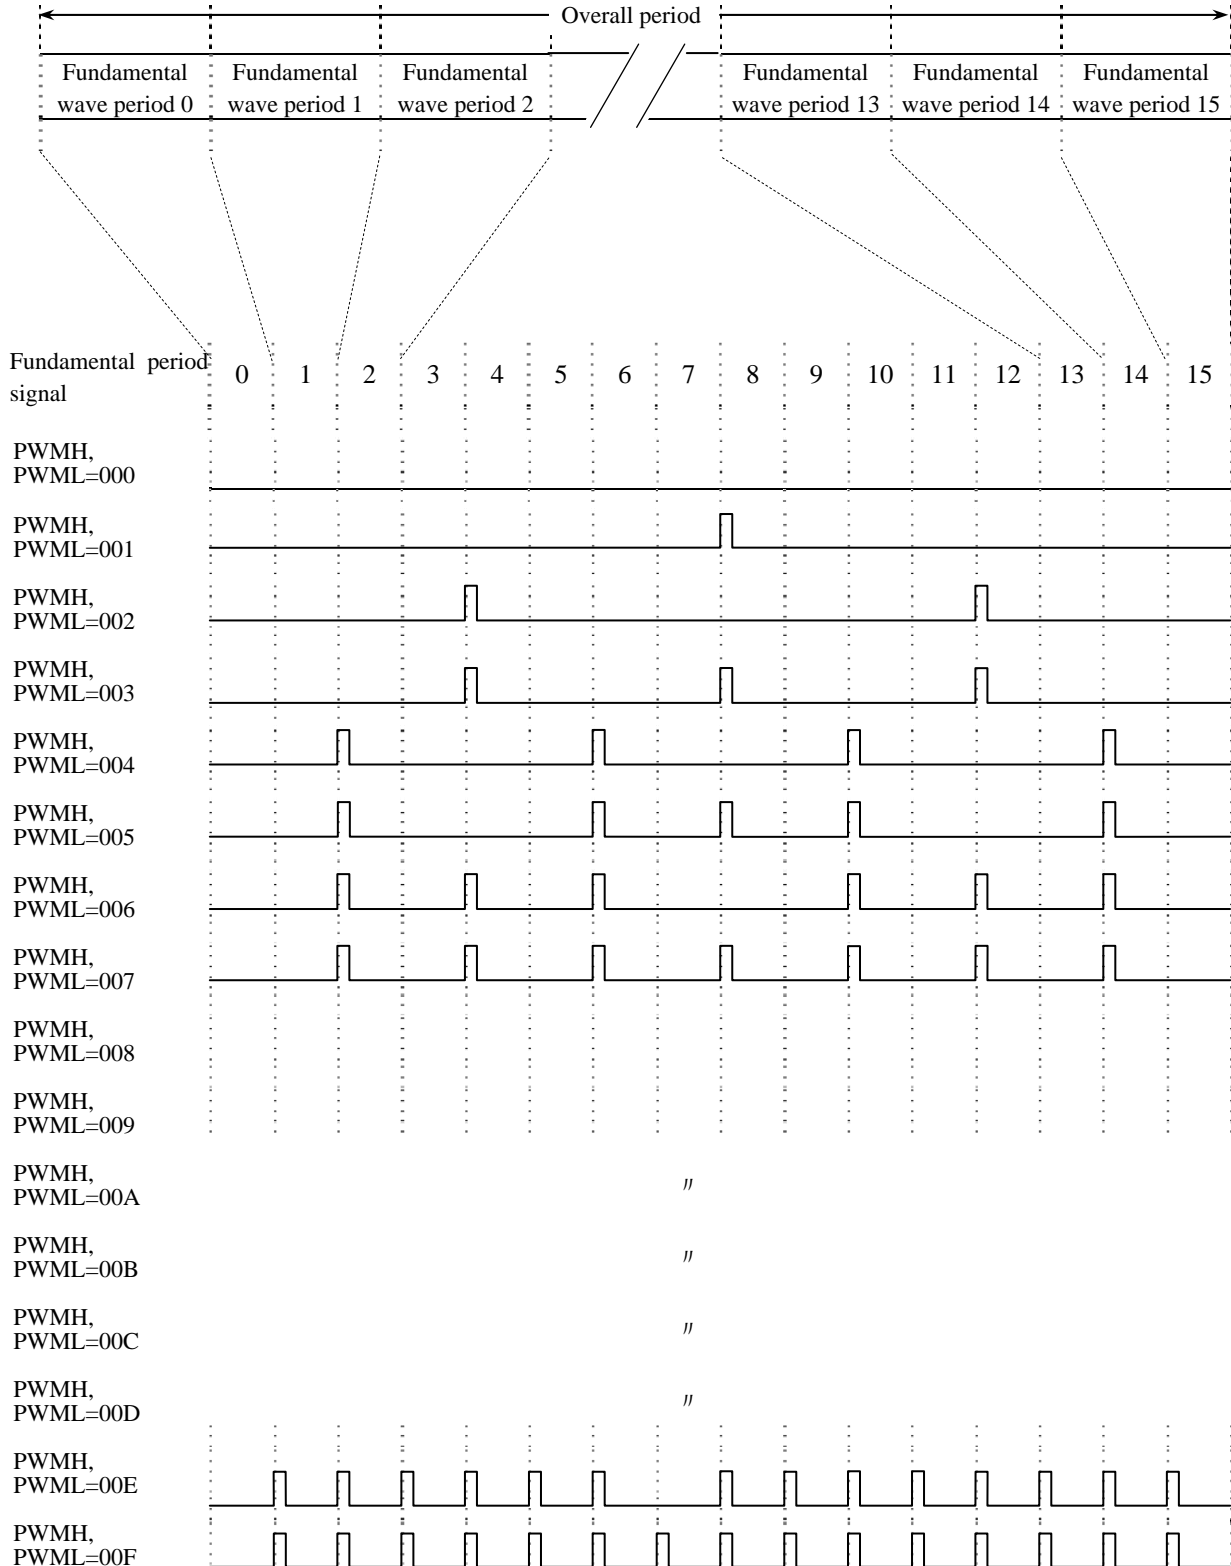 Overall period
Fundamental wave period 0
Fundamental wave period 1
Fundamental wave period 2
Fundamental wave period 13
Fundamental wave period 14
Fundamental wave period 15
Fundamental period
signal
0 1 2 3 4 5 6 7 8 9 10 11 12 13 14 15
PWMH,
PWML=000
PWMH,
PWML=001
PWMH,
PWML=002
PWMH,
PWML=003
PWMH,
PWML=004
PWMH,
PWML=005
PWMH,
PWML=006
PWMH,
PWML=007
PWMH,
PWML=008
PWMH,
PWML=009
PWMH,
PWML=00A
〃
PWMH,
PWML=00B
〃
PWMH,
PWML=00C
〃
PWMH,
PWML=00D
〃
PWMH,
PWML=00E
PWMH,
PWML=00F